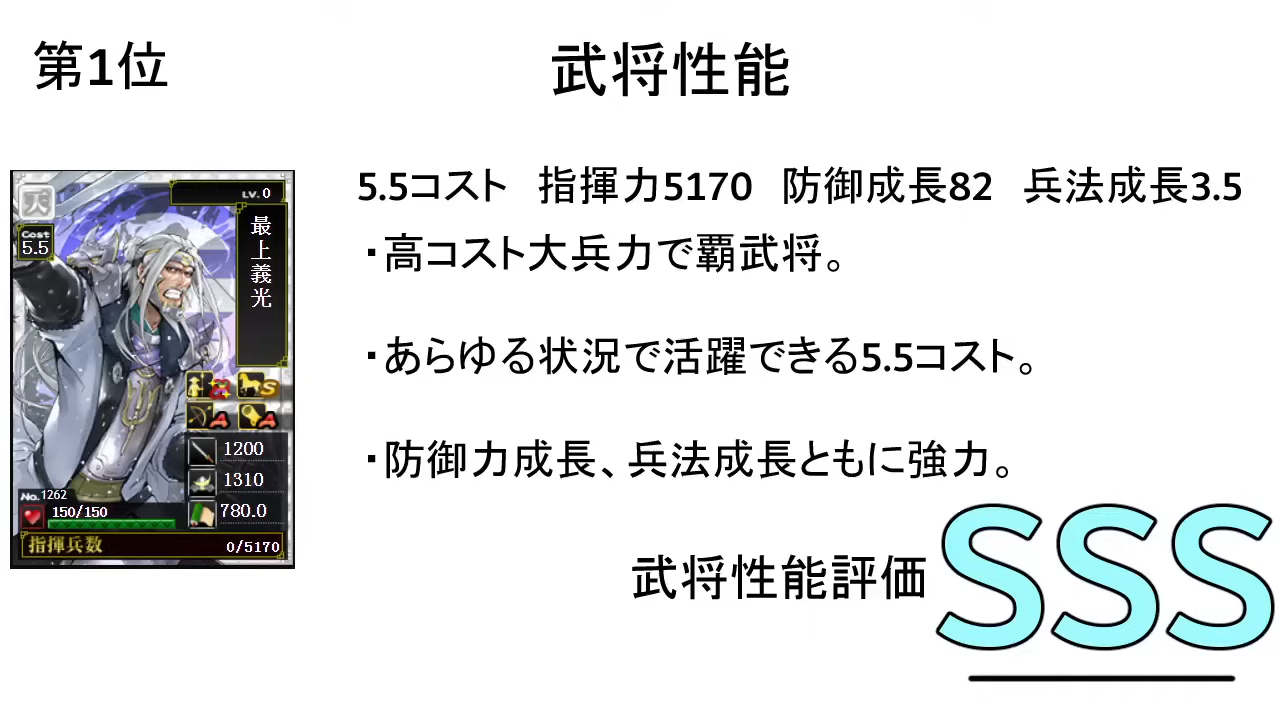 第1位
武将性能
5.5コスト 指揮力5170 防御成長82 兵法成長3.5
・高コスト大兵力で覇武将。
・あらゆる状況で活躍できる5.5コスト。
・防御力成長、兵法成長ともに強力。
武将性能評価 SSS
天
LV. 0
Cost
5.5
最上義光
S
A
A
1200
1310
780.0
No. 1262
150/150
指揮兵数
0/5170